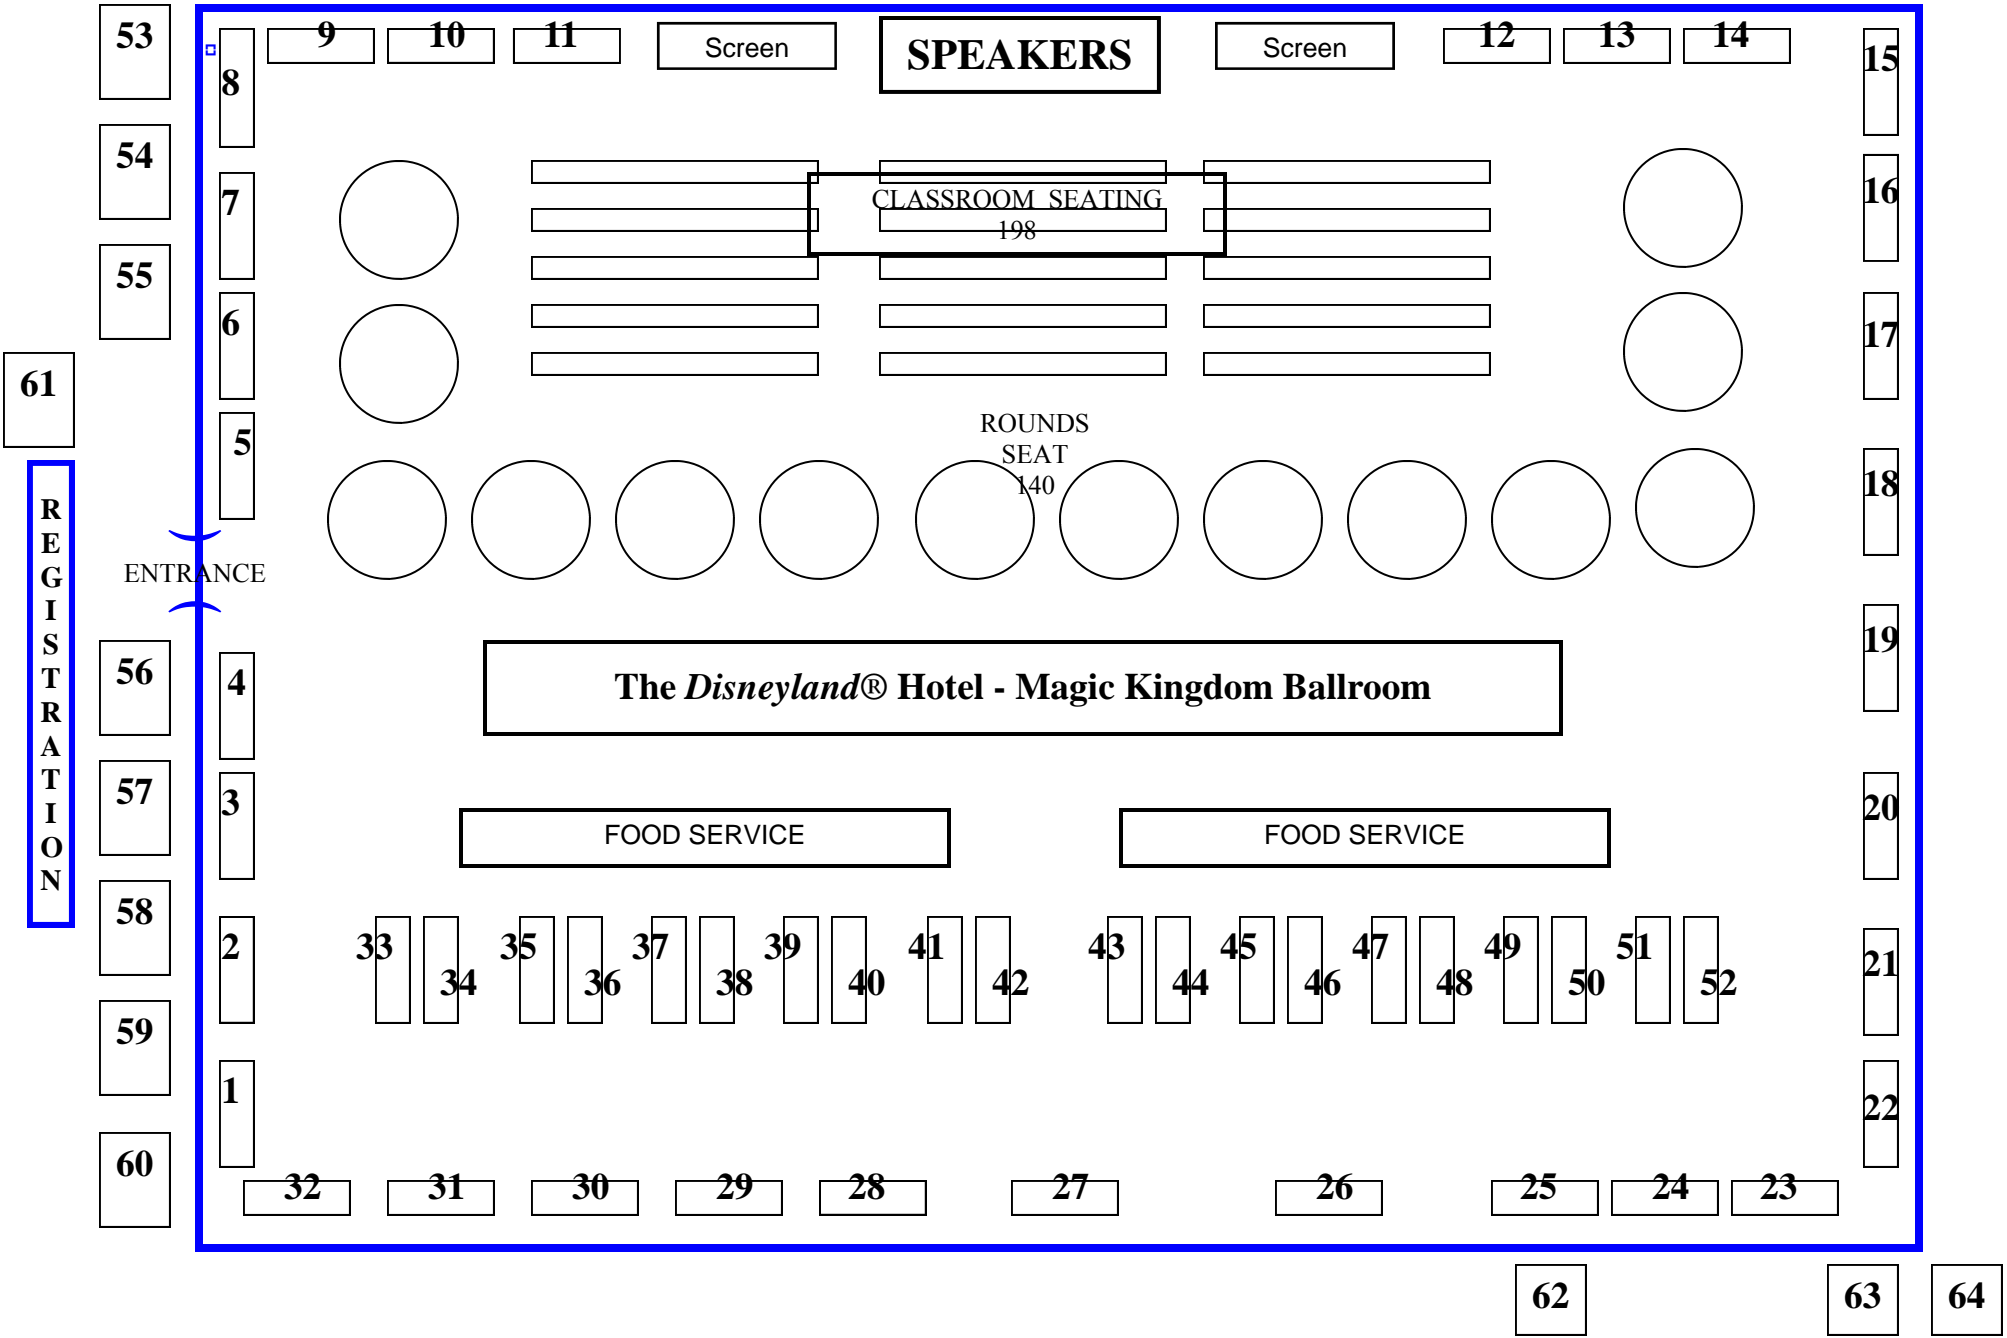 53
9 10 11 Screen SPEAKERS Screen 12 13 14
15
8
54
7
CLASSROOM SEATING
198
16
55
6
17
61
5
ROUNDS
SEAT
140
18
REGISTRATION
ENTRANCE
19
56
4
The Disneyland® Hotel - Magic Kingdom Ballroom
57
3
FOOD SERVICE FOOD SERVICE
20
58
2
33 35 37 39 41 43 45 47 49 51
21
34 36 38 40 42 44 46 48 50 52
59
1
22
60
32 31 30 29 28 27 26 25 24 23
62 63 64